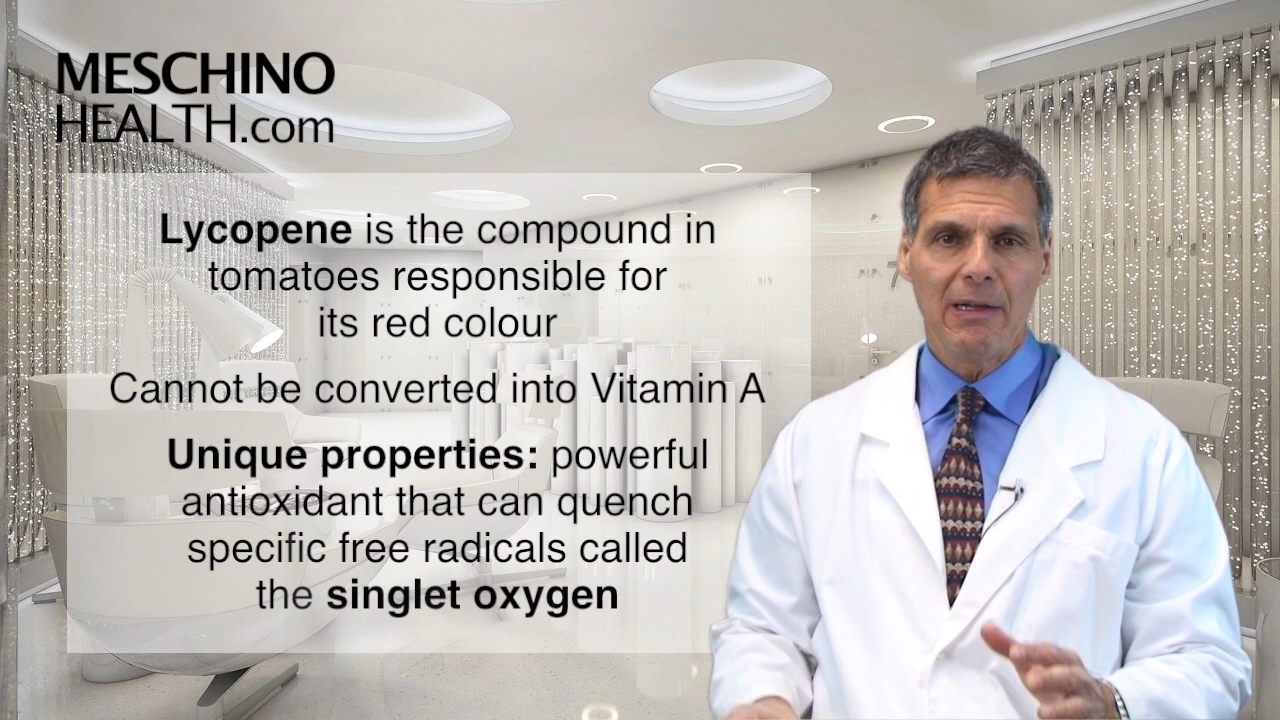 MESCHINO
HEALTH.com
Lycopene is the compound in
tomatoes responsible for
its red colour
Cannot be converted into Vitamin A
Unique properties: powerful
antioxidant that can quench
specific free radicals called
the singlet oxygen